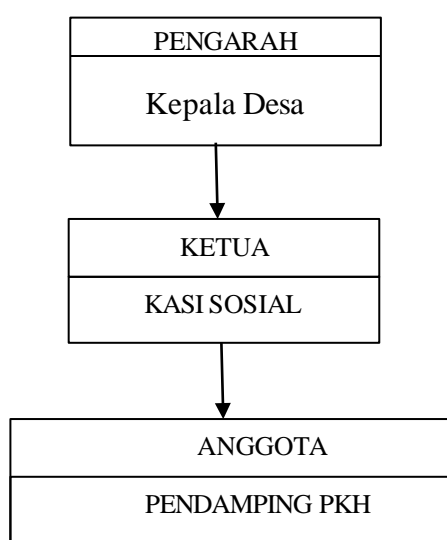 PENGARAH
Kepala Desa
KETUA
KASI SOSIAL
ANGGOTA
PENDAMPING PKH